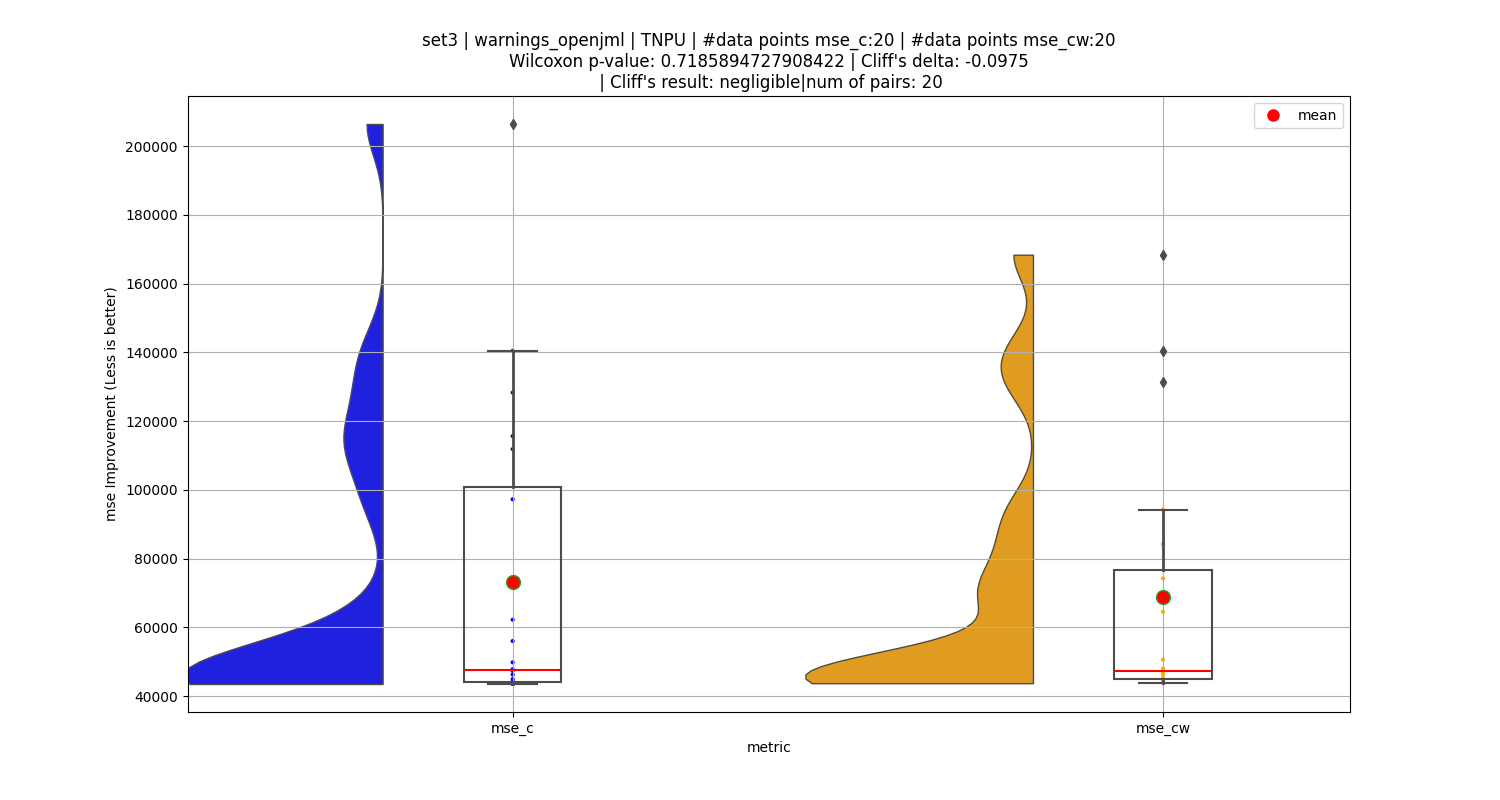 set3 | warnings_openjml | TNPU | #data points mse_c:20 | #data points mse_cw:20
Wilcoxon p-value: 0.7185894727908422 | Cliff's delta: -0.0975
| Cliff's result: negligible|num of pairs: 20
mean
200000
180000
160000
140000
120000
100000
80000
60000
40000
mse Improvement (Less is better)
mse_c
mse_cw
metric